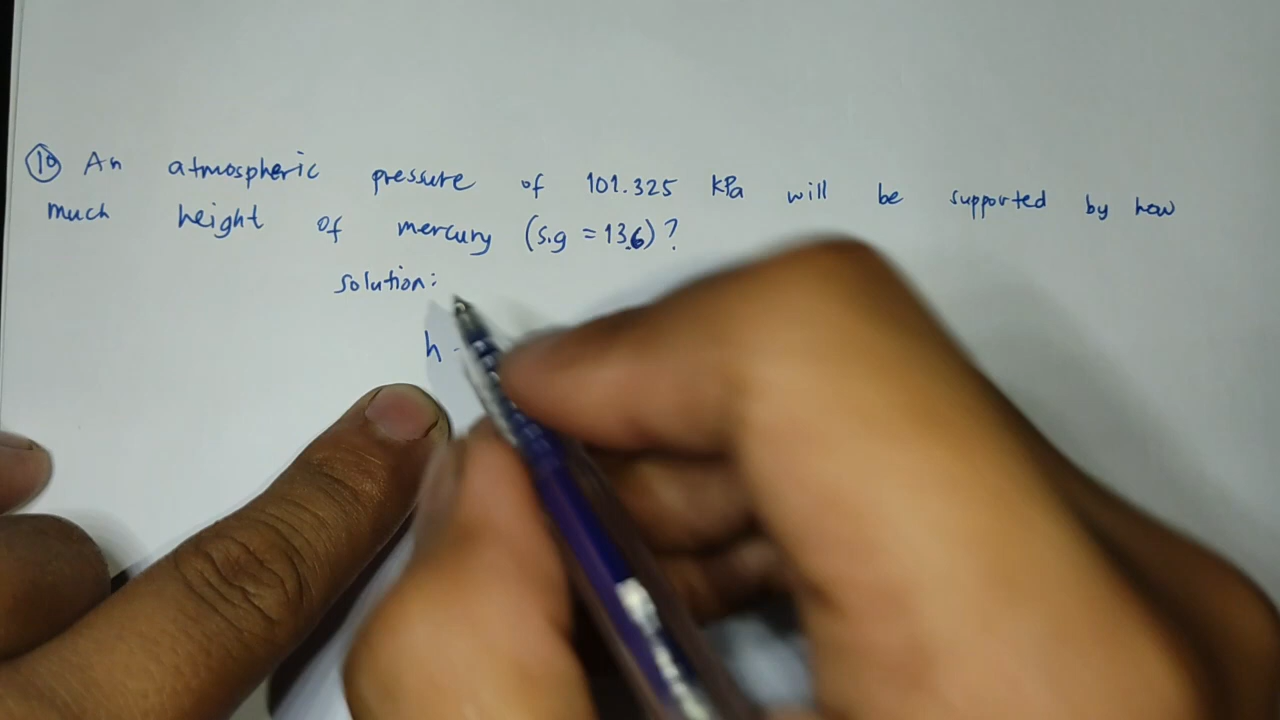 10 An atmospheric pressure of 101.325 kPa will be supported by how
much height of mercury (s.g = 13.6)?
solution:
h